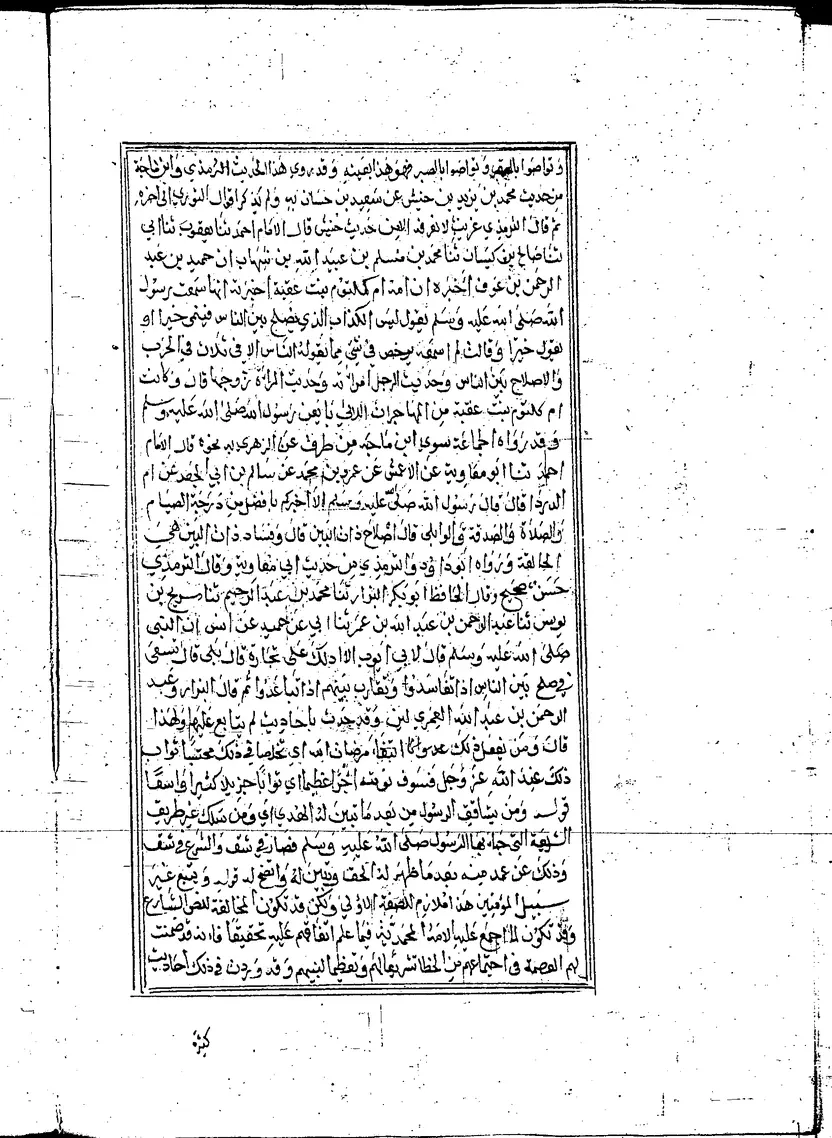 وتواصوا بالحق وتواصوا بالصبر فهو هذا بعينه وقد روى هذا الحديث الترمذي وابن ماجة
من حديث محمد بن يزيد بن خنيس عن سعيد بن حسان به ولم يذكر اقوال الثوري الى اخره
ثم قال الترمذي غريب لا يعرف الا من حديث خنيس قال الامام احمد ثنا يعقوب ثنا ابي
ثنا صالح بن كيسان ثنا محمد بن مسلم بن عبيد الله بن شهاب ان حميد بن عبد
الرحمن بن عوف اخبره ان امه ام كلثوم بنت عقبة اخبرته انها سمعت رسول
الله صلى الله عليه وسلم يقول ليس الكذاب الذي يصلح بين الناس فينمي خيرا او
يقول خيرا وقالت لم اسمعه يرخص في شي مما يقوله الناس الا في ثلاث في الحرب
والاصلاح بين الناس وحديث الرجل امراته وحديث المراة زوجها قال وكانت
ام كلثوم بنت عقبة من المهاجرات اللاتي بايعن رسول الله صلى الله عليه وسلم
وقد رواه الجماعة سوى ابن ماجه من طرق عن الزهري به نحوه قال الامام
احمد ثنا ابو معاوية عن الاعمش عن عمرو بن محمد عن سالم بن ابي الجعد عن ام
الدردا قال قال رسول الله صلى الله عليه وسلم الا اخبركم بافضل من درجة الصيام
والصلاة والصدقة قالوا بلى قال اصلاح ذات البين قال وفساد ذات البين هي
الحالقة ورواه ابوداود والترمذي من حديث ابي معاوية وقال الترمذي
حسن صحيح وقال الحافظ ابو بكر البزار ثنا محمد بن عبد الرحيم ثنا سريج بن
يونس ثنا عبد الرحمن بن عبد الله بن عمر ثنا ابي عن حميد عن انس ان النبي
صلى الله عليه وسلم قال لابي ايوب الا ادلك على تجارة قال بلى قال تسعى
في صلح بين الناس اذا تفاسدوا وتقارب بينهم اذا تباعدوا ثم قال البزار وعبد
الرحمن بن عبد الله العمري لين وقد حدث باحاديث لم يتابع عليها ولهذا
قال ومن يفعل ذلك ابتغاء مرضات الله اي مخلصا في ذلك محتسبا ثواب
ذلك عند الله عز وجل فسوف نوتيه اجرا عظيما اي ثوابا جزيلا كثيرا واسعا
قوله ومن يشاقق الرسول من بعد ما تبين له الهدى اي ومن سلك غير طريق
الشريعة التي جاء بها الرسول صلى الله عليه وسلم فصار في شق والشرع في شق
وذلك عن عمد منه بعد ما ظهر له الحق وتبين له واتضح له قوله ويتبع غير
سبيل المؤمنين هذا ملازم للصفة الاولى ولكن قد تكون المخالفة لنص الشارع
وقد تكون لما اجمع عليه الامة المحمدية فيما علم اتفاقهم عليه تحقيقا فانه قد ضمنت
لهم العصمة في اجتماعهم من الخطا تشريفا لهم وتعظيما لنبيهم وقد وردت في ذلك احاديث
كثيرة